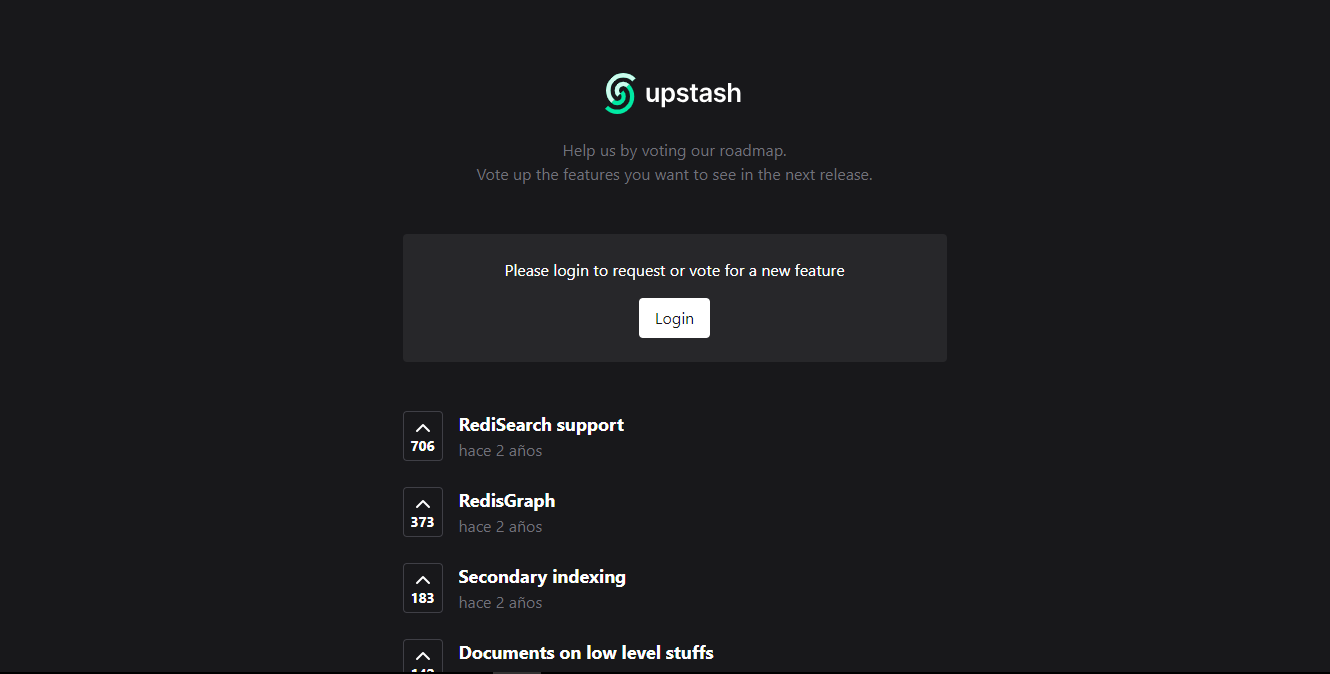 upstash
Help us by voting our roadmap.
Vote up the features you want to see in the next release.
Please login to request or vote for a new feature
Login
RediSearch support
706
hace 2 años
RedisGraph
373
hace 2 años
Secondary indexing
183
hace 2 años
Documents on low level stuffs